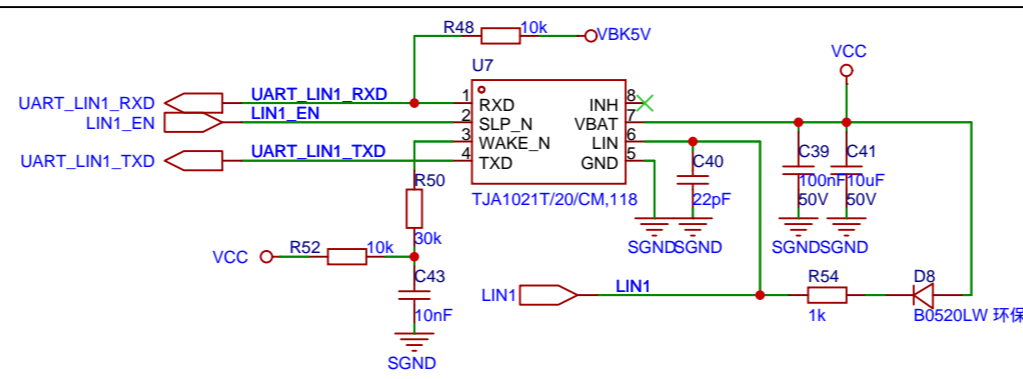 R48 10k VBK5V
VCC
U7
UART_LIN1_RXD UART_LIN1_RXD 1 RXD INH 8
LIN1_EN LIN1_EN 2 SLP_N VBAT 7
3 WAKE_N LIN 6
UART_LIN1_TXD UART_LIN1_TXD 4 TXD GND 5
C40 C39 C41
R50 TJA1021T/20/CM,118 22pF 100nF 10uF
50V 50V
30k
SGND SGND SGND SGND
VCC R52 10k
C43
LIN1 LIN1 R54 D8
10nF 1k B0520LW 环保
SGND